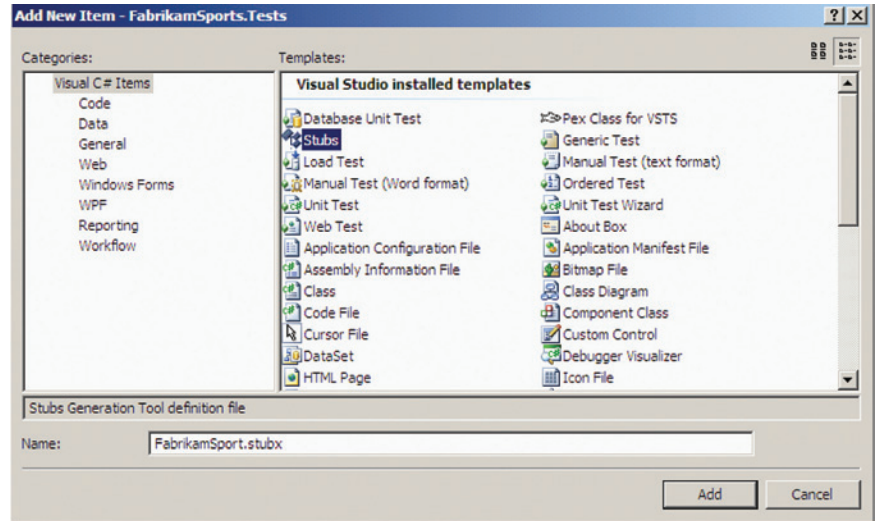 Add New Item - FabrikamSports.Tests
Categories:
Templates:
Visual C# Items
Code
Data
General
Web
Windows Forms
WPF
Reporting
Workflow
Visual Studio installed templates
Database Unit Test
Pex Class for VSTS
Stubs
Generic Test
Load Test
Manual Test (text format)
Manual Test (Word format)
Ordered Test
Unit Test
Unit Test Wizard
Web Test
About Box
Application Configuration File
Application Manifest File
Assembly Information File
Bitmap File
Class
Class Diagram
Code File
Component Class
Cursor File
Custom Control
DataSet
Debugger Visualizer
HTML Page
Icon File
Stubs Generation Tool definition file
Name:
FabrikamSport.stubx
Add
Cancel